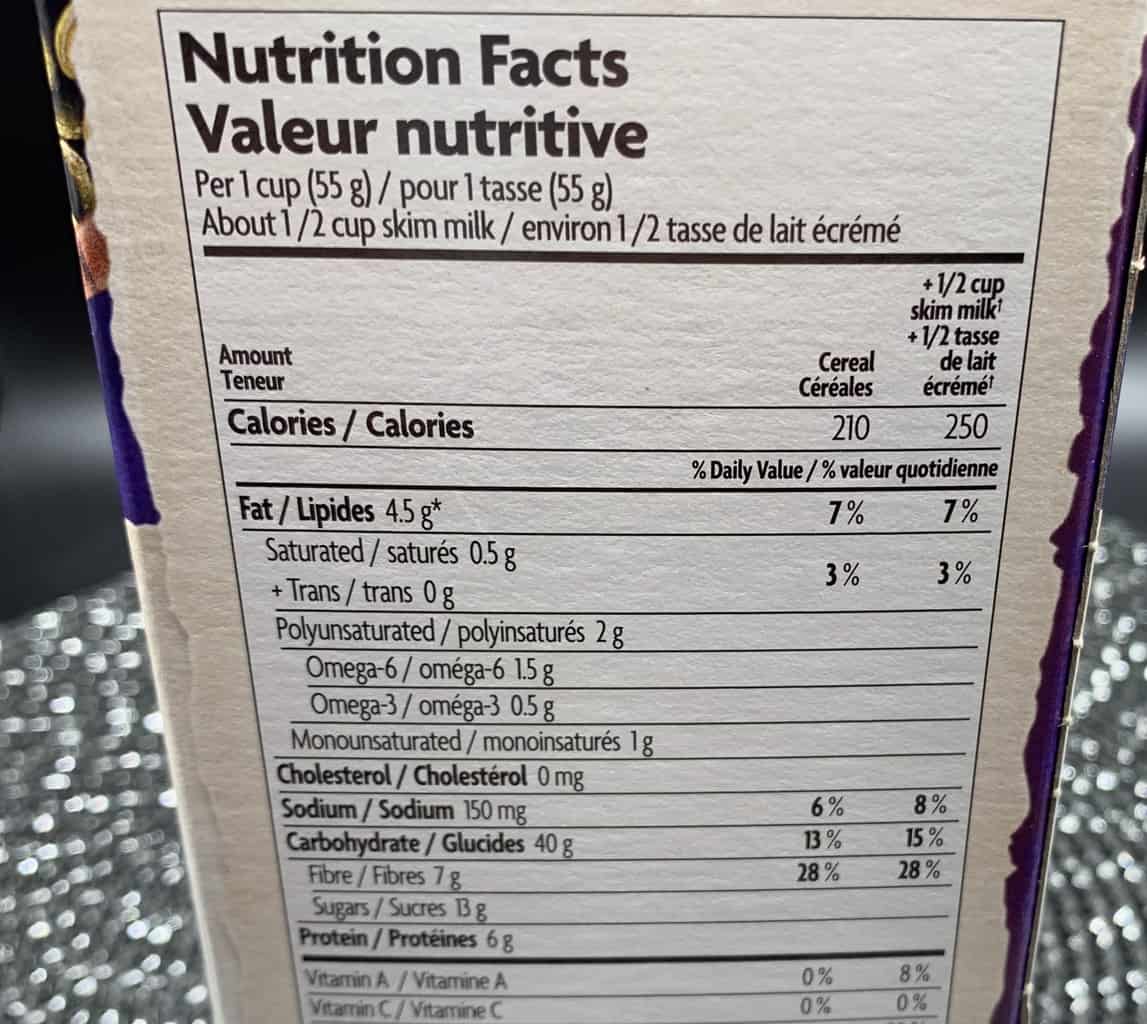 Nutrition Facts
Valeur nutritive
Per 1 cup (55 g) / pour 1 tasse (55 g)
About 1/2 cup skim milk / environ 1/2 tasse de lait écrémé
+ 1/2 cup
skim milk†
+ 1/2 tasse
Amount Cereal de lait
Teneur Céréales écrémé†
Calories / Calories 210 250
% Daily Value / % valeur quotidienne
Fat / Lipides 4.5 g* 7 % 7 %
Saturated / saturés 0.5 g
3 % 3 %
+ Trans / trans 0 g
Polyunsaturated / polyinsaturés 2 g
Omega-6 / oméga-6 1.5 g
Omega-3 / oméga-3 0.5 g
Monounsaturated / monoinsaturés 1 g
Cholesterol / Cholestérol 0 mg
Sodium / Sodium 150 mg 6 % 8 %
Carbohydrate / Glucides 40 g 13 % 15 %
Fibre / Fibres 7 g 28 % 28 %
Sugars / Sucres 13 g
Protein / Protéines 6 g
Vitamin A / Vitamine A 0 % 8 %
Vitamin C / Vitamine C 0 % 0 %